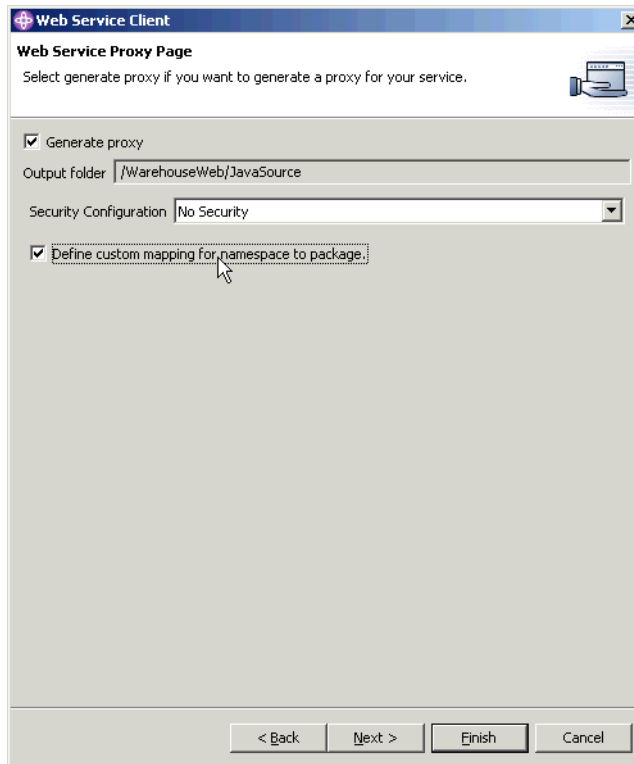 Web Service Client
Web Service Proxy Page
Select generate proxy if you want to generate a proxy for your service.
Generate proxy
Output folder /WarehouseWeb/JavaSource
Security Configuration No Security
Define custom mapping for namespace to package.
< Back Next > Finish Cancel